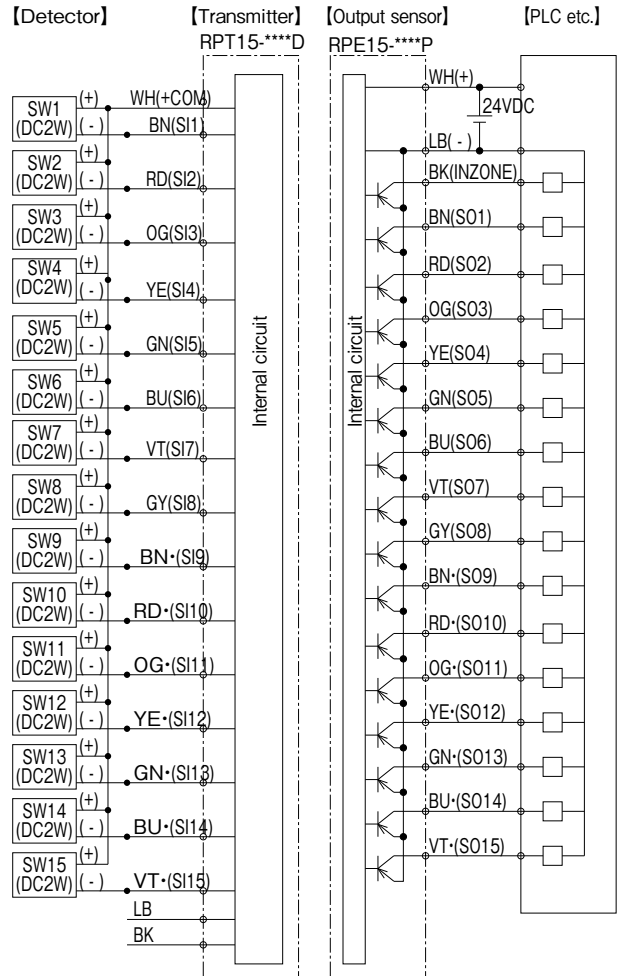 【Detector】 【Transmitter】 【Output sensor】 【PLC etc.】
RPT15-****D RPE15-****P
WH(+)
24VDC
LB( - )
BK(INZONE)
BN(SO1)
RD(SO2)
OG(SO3)
YE(SO4)
GN(SO5)
BU(SO6)
VT(SO7)
GY(SO8)
BN•(SO9)
RD•(SO10)
OG•(SO11)
YE•(SO12)
GN•(SO13)
BU•(SO14)
VT•(SO15)
Internal circuit
Internal circuit
SW1 (+) WH(+COM)
(DC2W) ( - ) BN(SI1)
SW2 (+)
(DC2W) ( - ) RD(SI2)
SW3 (+)
(DC2W) ( - ) OG(SI3)
SW4 (+)
(DC2W) ( - ) YE(SI4)
SW5 (+)
(DC2W) ( - ) GN(SI5)
SW6 (+)
(DC2W) ( - ) BU(SI6)
SW7 (+)
(DC2W) ( - ) VT(SI7)
SW8 (+)
(DC2W) ( - ) GY(SI8)
SW9 (+)
(DC2W) ( - ) BN•(SI9)
SW10 (+)
(DC2W) ( - ) RD•(SI10)
SW11 (+)
(DC2W) ( - ) OG•(SI11)
SW12 (+)
(DC2W) ( - ) YE•(SI12)
SW13 (+)
(DC2W) ( - ) GN•(SI13)
SW14 (+)
(DC2W) ( - ) BU•(SI14)
SW15 (+)
(DC2W) ( - ) VT•(SI15)
LB
BK